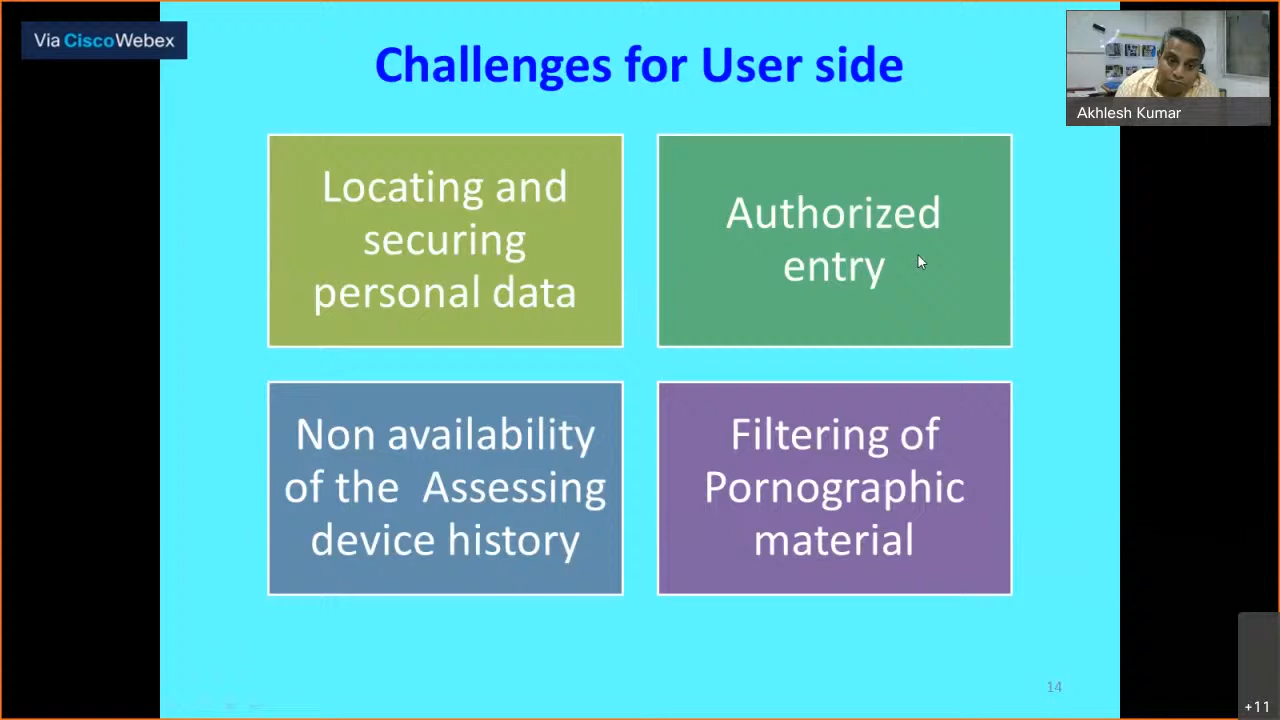 Via CiscoWebex
Challenges for User side
Akhlesh Kumar
Locating and
securing
personal data
Authorized
entry
Non availability
of the Assessing
device history
Filtering of
Pornographic
material
14
+11